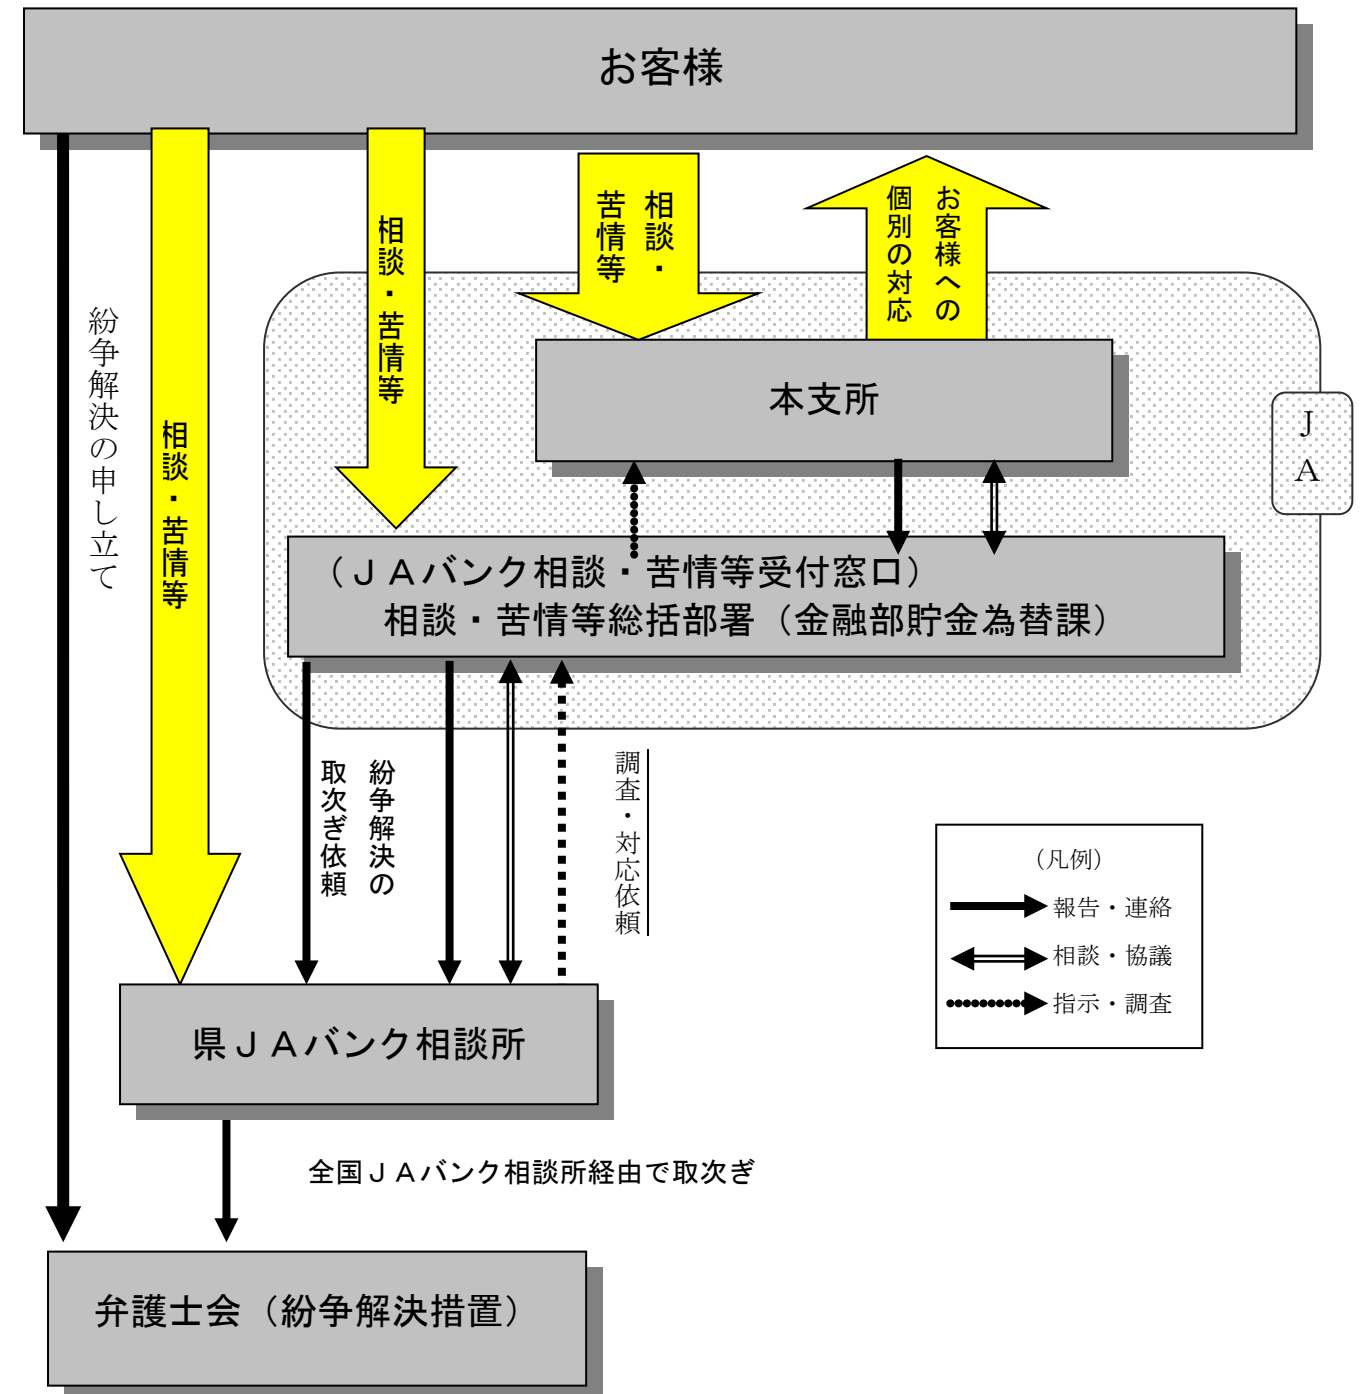 お客様
相談・苦情等
相談・苦情等
相談・
苦情等
お客様への
個別の対応
紛争解決の申し立て
本支所
ＪＡ
（ＪＡバンク相談・苦情等受付窓口）
相談・苦情等総括部署（金融部貯金為替課）
紛争解決の
取次ぎ依頼
調査・対応依頼
（凡例）
報告・連絡
相談・協議
指示・調査
県ＪＡバンク相談所
全国ＪＡバンク相談所経由で取次ぎ
弁護士会（紛争解決措置）